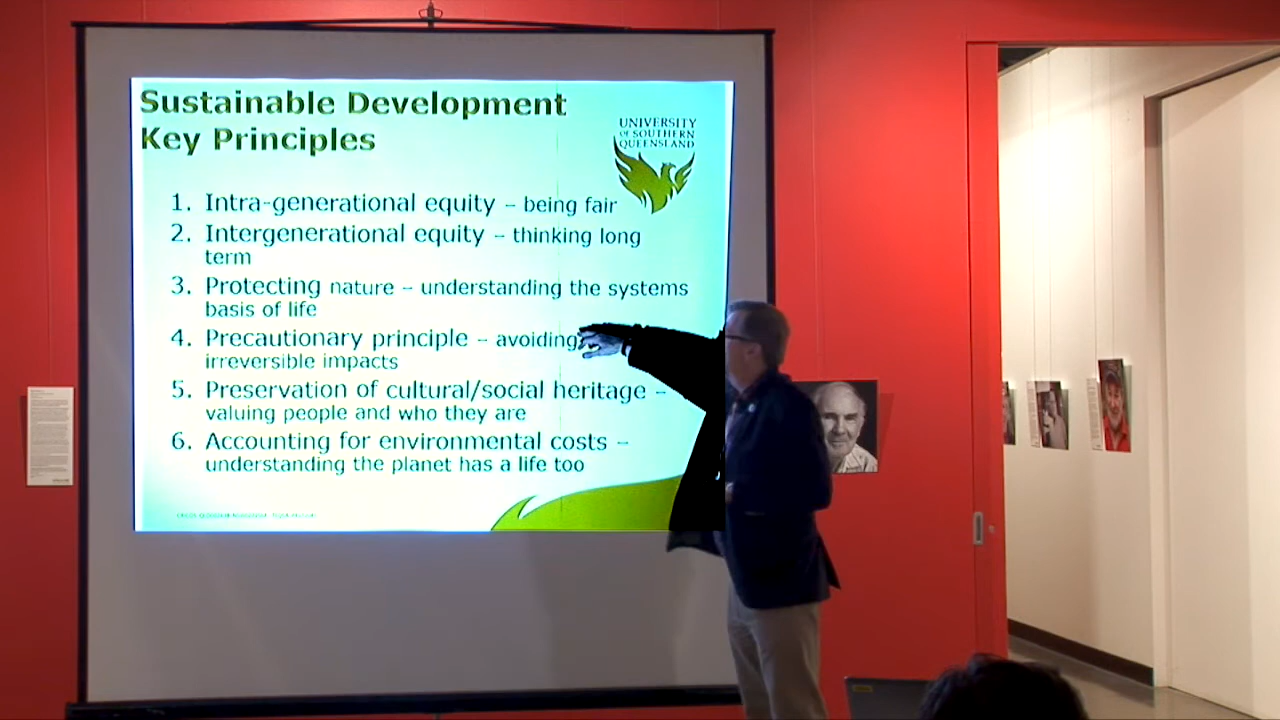 Sustainable Development
Key Principles
UNIVERSITY
OF SOUTHERN
QUEENSLAND
1. Intra-generational equity – being fair
2. Intergenerational equity – thinking long
term
3. Protecting nature – understanding the systems
basis of life
4. Precautionary principle – avoiding
irreversible impacts
5. Preservation of cultural/social heritage –
valuing people and who they are
6. Accounting for environmental costs –
understanding the planet has a life too